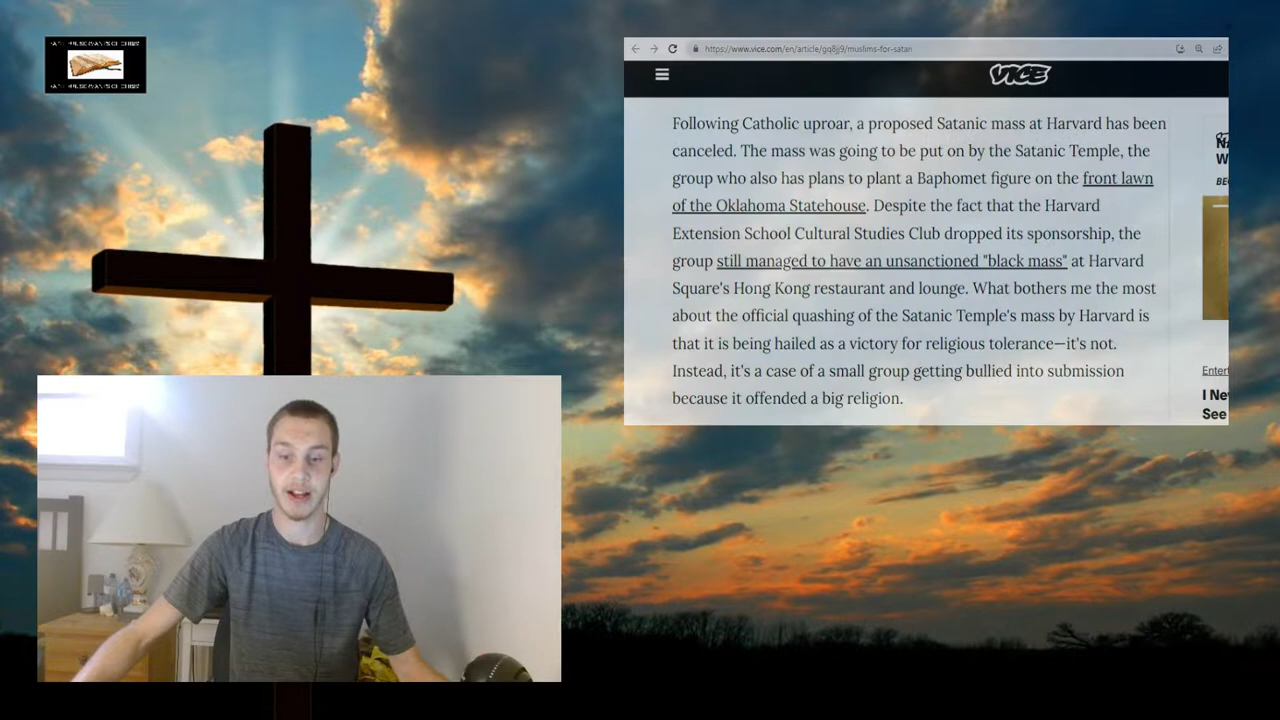 https://www.vice.com/en/article/gq8jj9/muslims-for-satan
VICE
Following Catholic uproar, a proposed Satanic mass at Harvard has been
canceled. The mass was going to be put on by the Satanic Temple, the
group who also has plans to plant a Baphomet figure on the front lawn
of the Oklahoma Statehouse. Despite the fact that the Harvard
Extension School Cultural Studies Club dropped its sponsorship, the
group still managed to have an unsanctioned "black mass" at Harvard
Square's Hong Kong restaurant and lounge. What bothers me the most
about the official quashing of the Satanic Temple's mass by Harvard is
that it is being hailed as a victory for religious tolerance—it's not.
Instead, it's a case of a small group getting bullied into submission
because it offended a big religion.
W
BE
Entert
I Ne
See